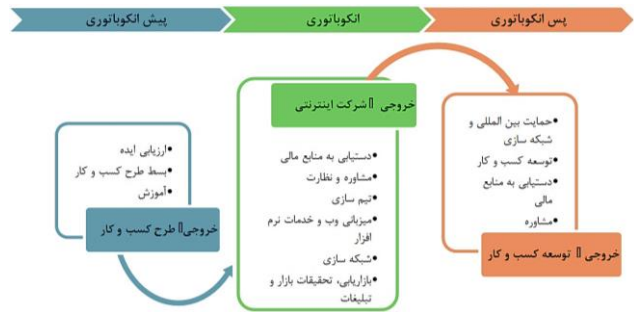 پیش انکوباتوری
انکوباتوری
پس انکوباتوری
•ارزیابی ایده
•بسط طرح کسب و کار
•آموزش
خروجی▯ طرح کسب و کار
خروجی ▯ شرکت اینترنتی
•دستیابی به منابع مالی
•مشاوره و نظارت
•تیم سازی
•میزبانی وب و خدمات نرم
افزار
•شبکه سازی
•بازاریابی، تحقیقات بازار و
تبلیغات
•حمایت بین المللی و
شبکه سازی
•توسعه کسب و کار
•دستیابی به منابع
مالی
•مشاوره
خروجی ▯ توسعه کسب و کار